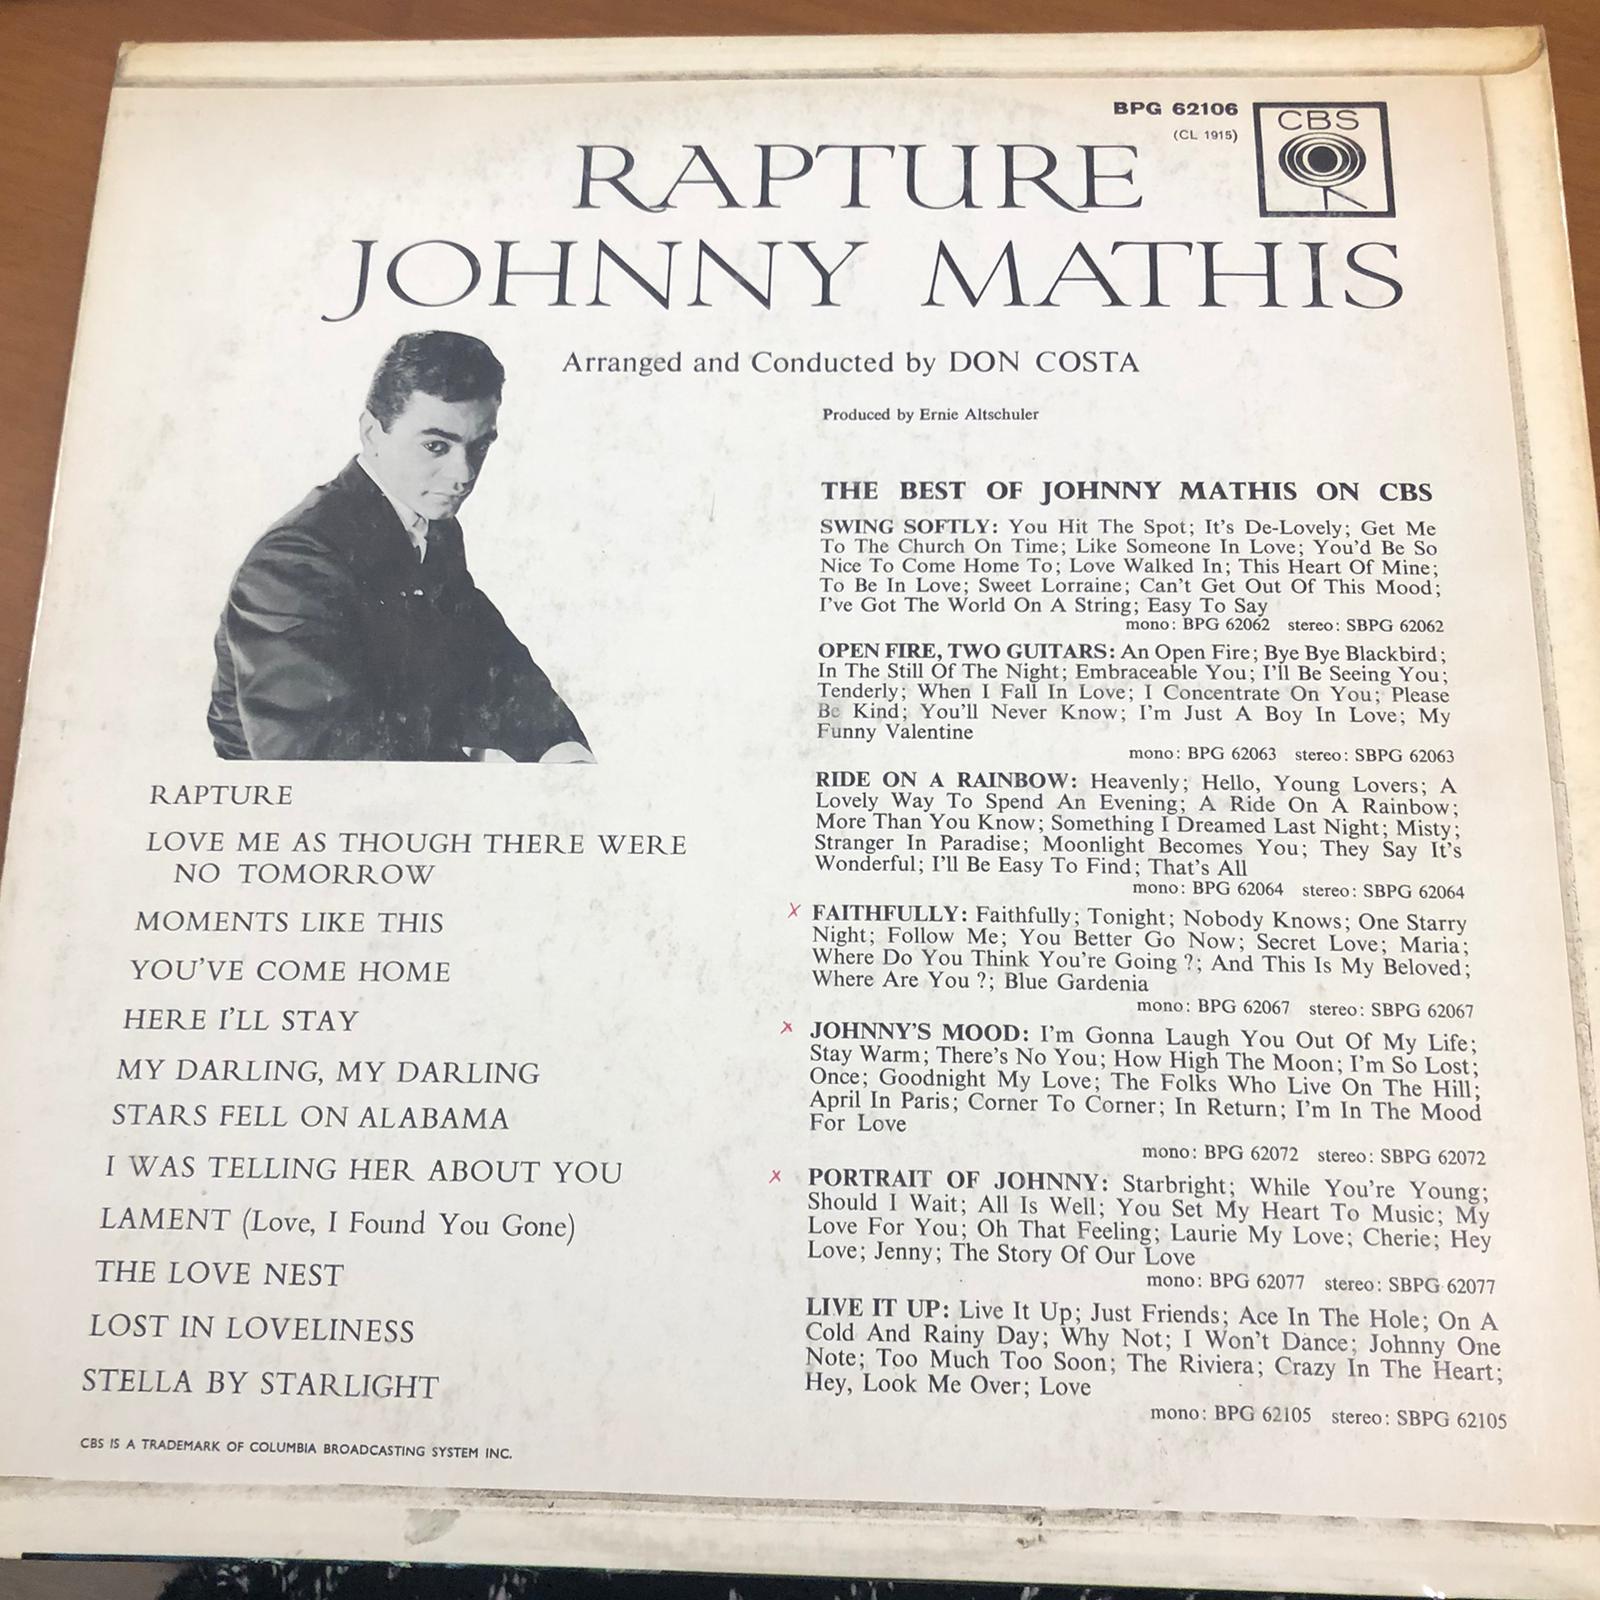 BPG 62106
(CL 1915)
CBS
RAPTURE
JOHNNY MATHIS
Arranged and Conducted by DON COSTA
Produced by Ernie Altschuler
RAPTURE
LOVE ME AS THOUGH THERE WERE
NO TOMORROW
MOMENTS LIKE THIS
YOU'VE COME HOME
HERE I'LL STAY
MY DARLING, MY DARLING
STARS FELL ON ALABAMA
I WAS TELLING HER ABOUT YOU
LAMENT (Love, I Found You Gone)
THE LOVE NEST
LOST IN LOVELINESS
STELLA BY STARLIGHT
CBS IS A TRADEMARK OF COLUMBIA BROADCASTING SYSTEM INC.
THE BEST OF JOHNNY MATHIS ON CBS
SWING SOFTLY: You Hit The Spot; It's De-Lovely; Get Me
To The Church On Time; Like Someone In Love; You'd Be So
Nice To Come Home To; Love Walked In; This Heart Of Mine;
To Be In Love; Sweet Lorraine; Can't Get Out Of This Mood;
I've Got The World On A String; Easy To Say
mono: BPG 62062 stereo: SBPG 62062
OPEN FIRE, TWO GUITARS: An Open Fire; Bye Bye Blackbird;
In The Still Of The Night; Embraceable You; I'll Be Seeing You;
Tenderly; When I Fall In Love; I Concentrate On You; Please
Be Kind; You'll Never Know; I'm Just A Boy In Love; My
Funny Valentine
mono: BPG 62063 stereo: SBPG 62063
RIDE ON A RAINBOW: Heavenly; Hello, Young Lovers; A
Lovely Way To Spend An Evening; A Ride On A Rainbow;
More Than You Know; Something I Dreamed Last Night; Misty;
Stranger In Paradise; Moonlight Becomes You; They Say It's
Wonderful; I'll Be Easy To Find; That's All
mono: BPG 62064 stereo: SBPG 62064
x FAITHFULLY: Faithfully; Tonight; Nobody Knows; One Starry
Night; Follow Me; You Better Go Now; Secret Love; Maria;
Where Do You Think You're Going ?; And This Is My Beloved;
Where Are You ?; Blue Gardenia
mono: BPG 62067 stereo: SBPG 62067
x JOHNNY'S MOOD: I'm Gonna Laugh You Out Of My Life;
Stay Warm; There's No You; How High The Moon; I'm So Lost;
Once; Goodnight My Love; The Folks Who Live On The Hill;
April In Paris; Corner To Corner; In Return; I'm In The Mood
For Love
mono: BPG 62072 stereo: SBPG 62072
x PORTRAIT OF JOHNNY: Starbright; While You're Young;
Should I Wait; All Is Well; You Set My Heart To Music; My
Love For You; Oh That Feeling; Laurie My Love; Cherie; Hey
Love; Jenny; The Story Of Our Love
mono: BPG 62077 stereo: SBPG 62077
LIVE IT UP: Live It Up; Just Friends; Ace In The Hole; On A
Cold And Rainy Day; Why Not; I Won't Dance; Johnny One
Note; Too Much Too Soon; The Riviera; Crazy In The Heart;
Hey, Look Me Over; Love
mono: BPG 62105 stereo: SBPG 62105